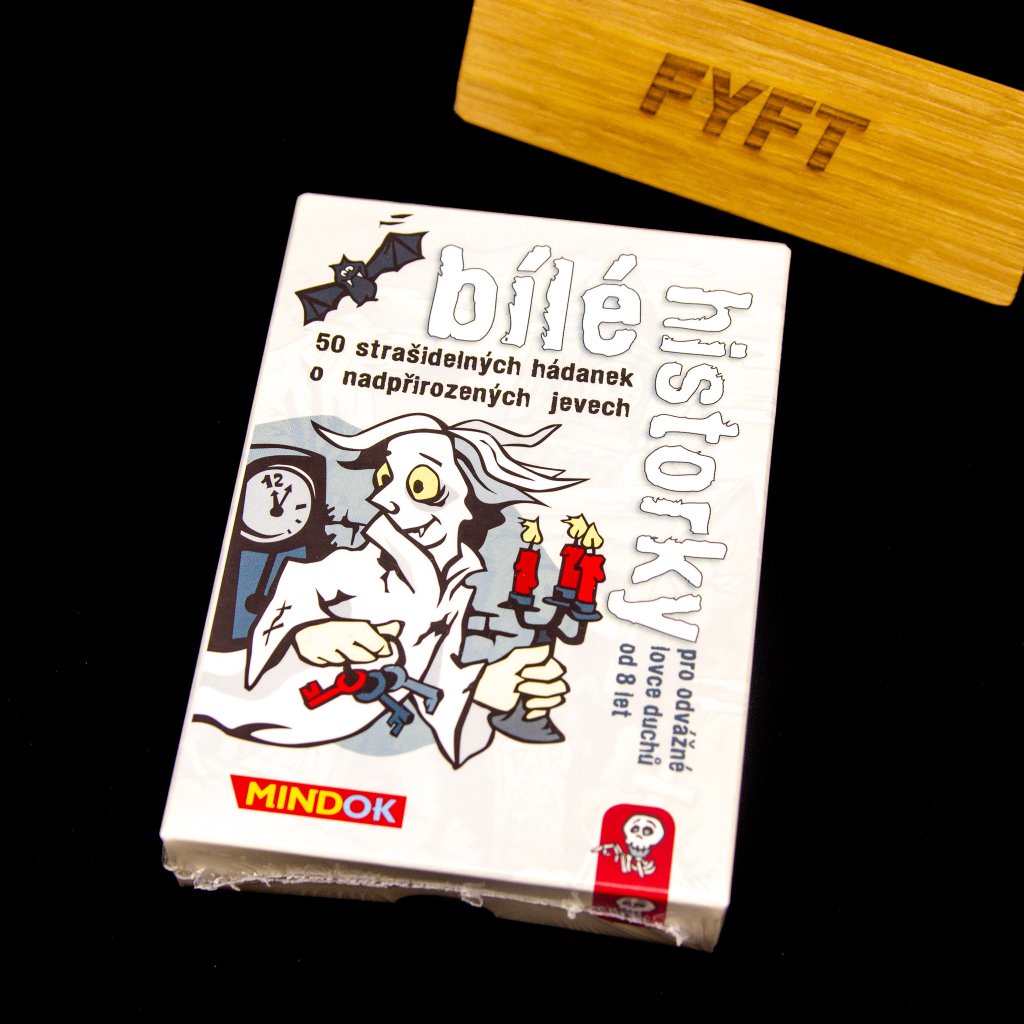 FYFT
bílé
historky
50 strašidelných hádanek
o nadpřirozených jevech
12
pro odvážné
lovce duchů
od 8 let
MINDOK